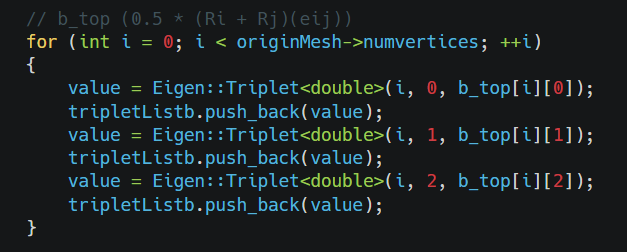 // b_top (0.5 * (Ri + Rj)(eij))
for (int i = 0; i < originMesh->numvertices; ++i)
{
    value = Eigen::Triplet<double>(i, 0, b_top[i][0]);
    tripletListb.push_back(value);
    value = Eigen::Triplet<double>(i, 1, b_top[i][1]);
    tripletListb.push_back(value);
    value = Eigen::Triplet<double>(i, 2, b_top[i][2]);
    tripletListb.push_back(value);
}